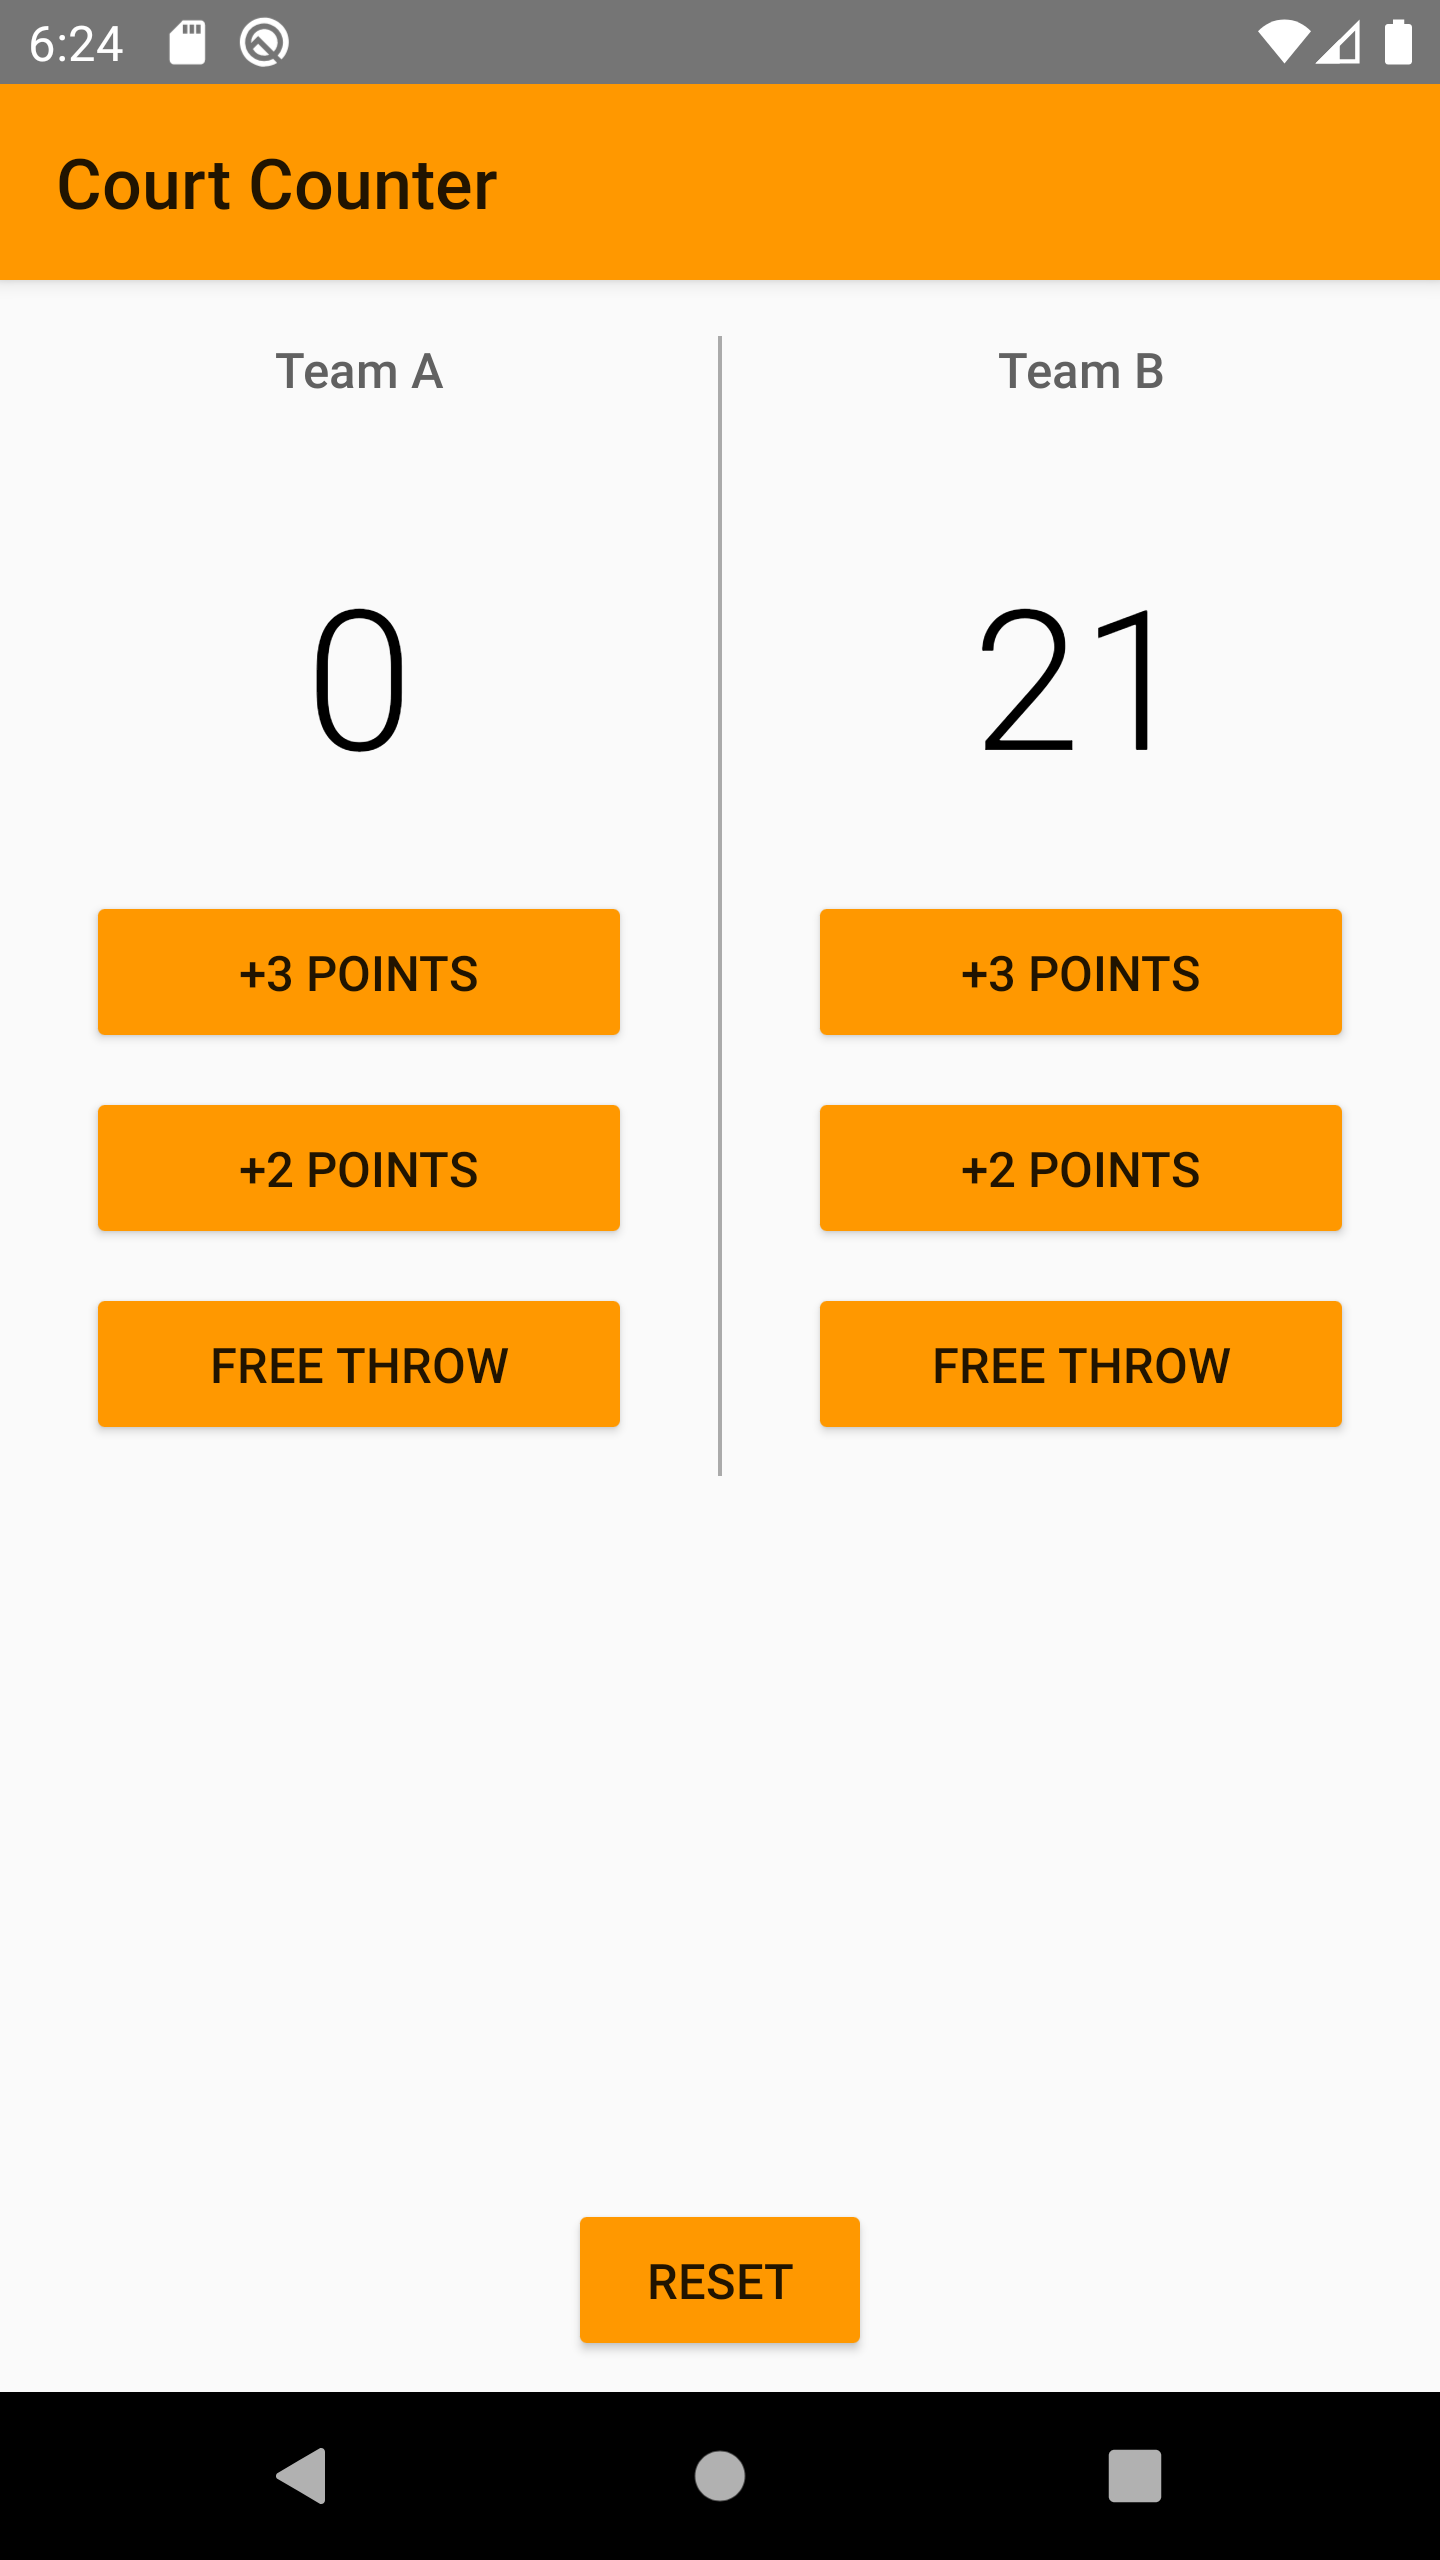 6:24
Court Counter
Team A
0
+3 POINTS
+2 POINTS
FREE THROW
Team B
21
+3 POINTS
+2 POINTS
FREE THROW
RESET